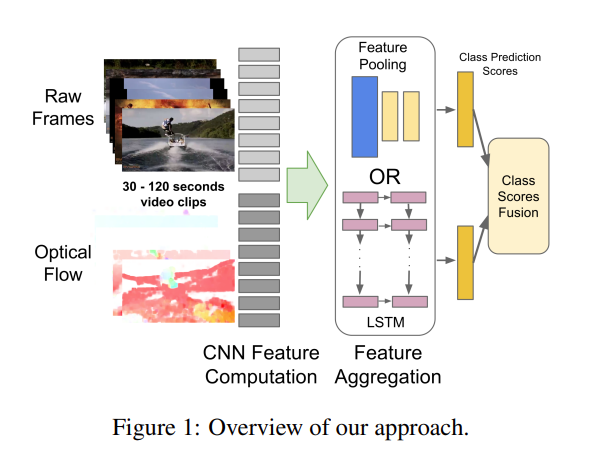 Raw
Frames
30 - 120 seconds
video clips
Optical
Flow
CNN Feature
Computation
Feature
Pooling
OR
LSTM
Feature
Aggregation
Class Prediction
Scores
Class
Scores
Fusion
Figure 1: Overview of our approach.